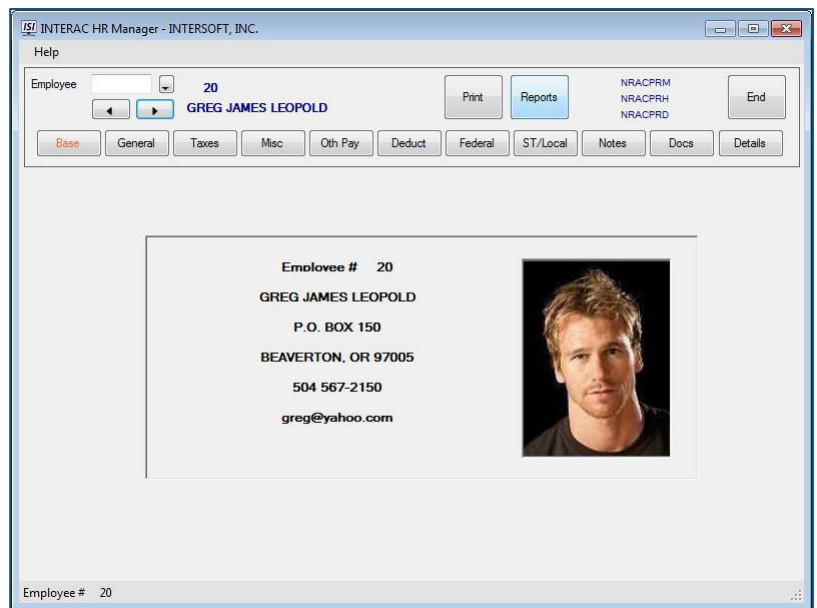 ISI INTERAC HR Manager - INTERSOFT, INC.
Help
Employee
20
GREG JAMES LEOPOLD
Print
Reports
NRACPRM
NRACPRH
NRACPRD
End
Base General Taxes Misc Oth Pay Deduct Federal ST/Local Notes Docs Details
Employee # 20
GREG JAMES LEOPOLD
P.O. BOX 150
BEAVERTON, OR 97005
504 567-2150
greg@yahoo.com
Employee # 20